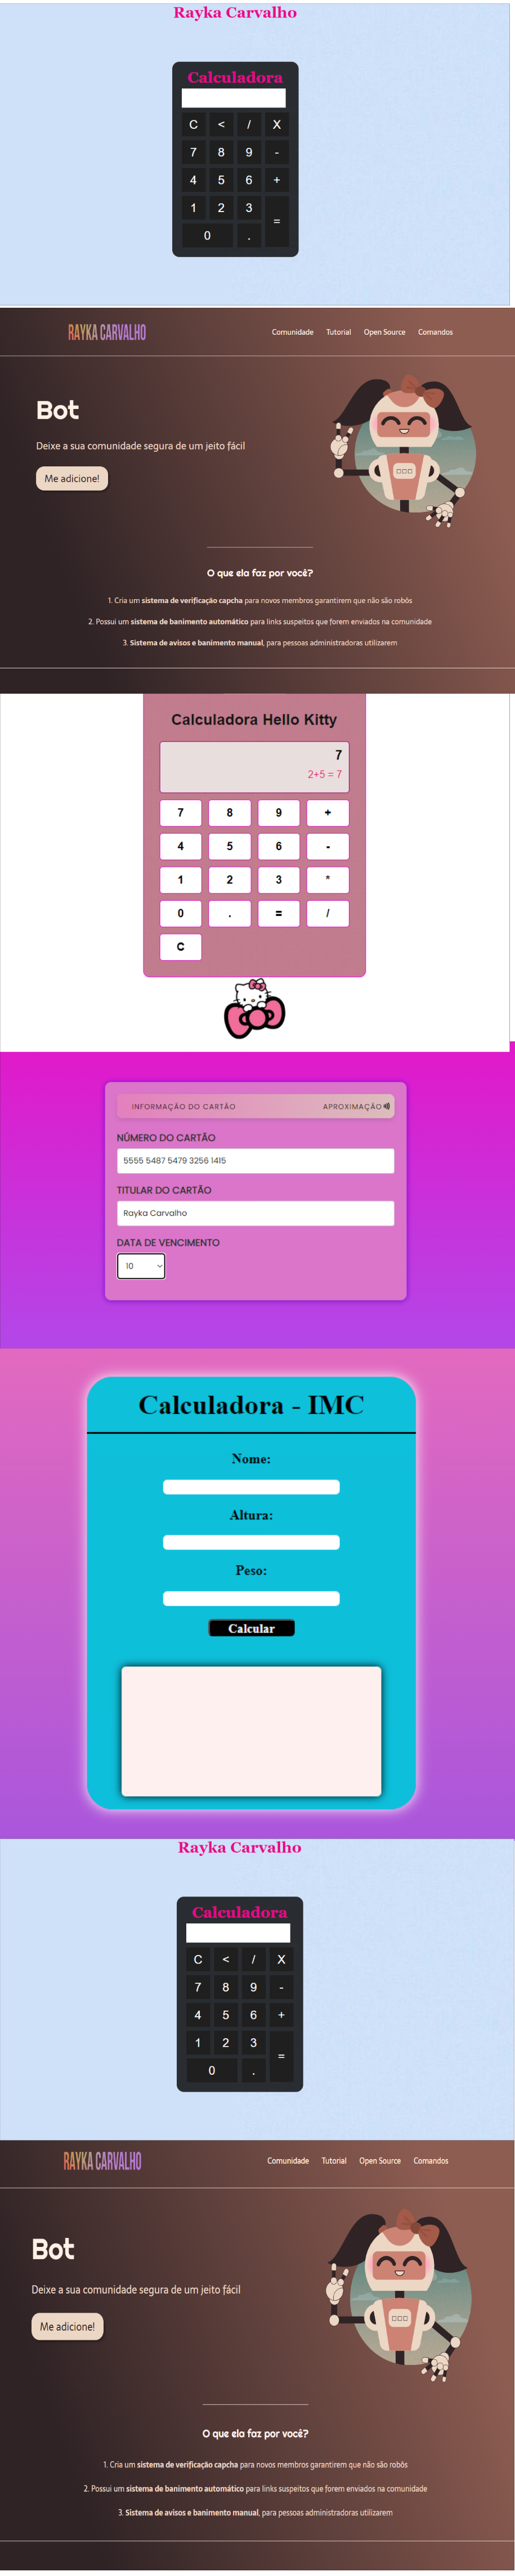 Rayka Carvalho
Calculadora
C < / X
7 8 9 -
4 5 6 +
1 2 3
=
0 .
RAYKA CARVALHO
Comunidade Tutorial Open Source Comandos
Bot
Deixe a sua comunidade segura de um jeito fácil
Me adicione!
O que ela faz por você?
1. Cria um sistema de verificação capcha para novos membros garantirem que não são robôs
2. Possui um sistema de banimento automático para links suspeitos que forem enviados na comunidade
3. Sistema de avisos e banimento manual, para pessoas administradoras utilizarem
Calculadora Hello Kitty
7
2+5 = 7
7 8 9 +
4 5 6 -
1 2 3 *
0 . = /
C
INFORMAÇÃO DO CARTÃO APROXIMAÇÃO
NÚMERO DO CARTÃO
5555 5487 5479 3256 1415
TITULAR DO CARTÃO
Rayka Carvalho
DATA DE VENCIMENTO
10
Calculadora - IMC
Nome:
Altura:
Peso:
Calcular
Rayka Carvalho
Calculadora
C < / X
7 8 9 -
4 5 6 +
1 2 3
=
0 .
RAYKA CARVALHO
Comunidade Tutorial Open Source Comandos
Bot
Deixe a sua comunidade segura de um jeito fácil
Me adicione!
O que ela faz por você?
1. Cria um sistema de verificação capcha para novos membros garantirem que não são robôs
2. Possui um sistema de banimento automático para links suspeitos que forem enviados na comunidade
3. Sistema de avisos e banimento manual, para pessoas administradoras utilizarem